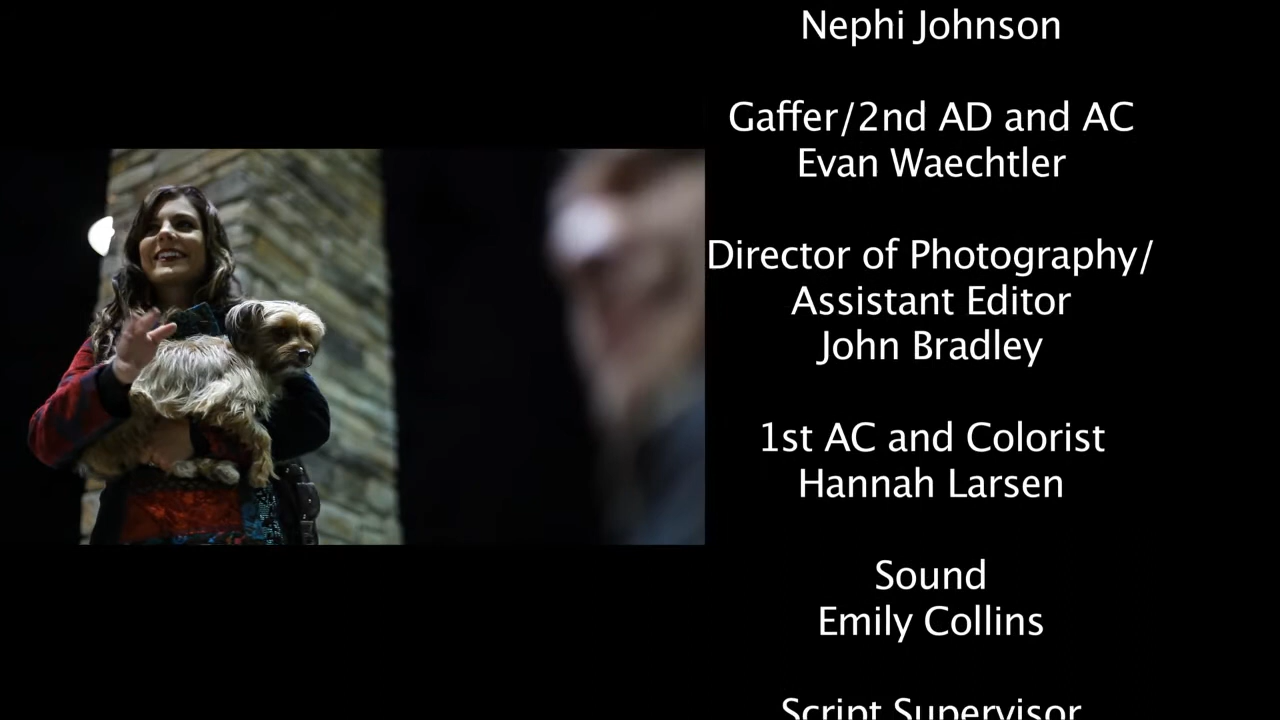 Nephi Johnson
Gaffer/2nd AD and AC
Evan Waechtler
Director of Photography/
Assistant Editor
John Bradley
1st AC and Colorist
Hannah Larsen
Sound
Emily Collins
Script Supervisor